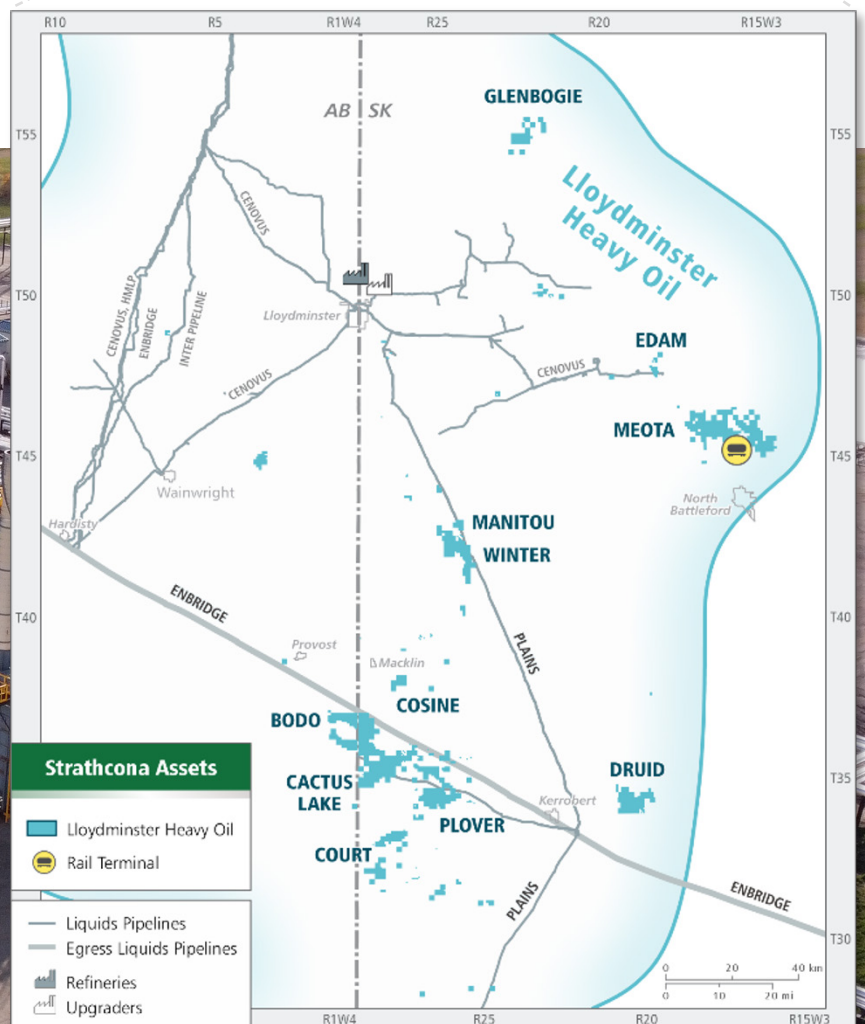 R10 R5 R1W4 R25 R20 R15W3
AB SK
GLENBOGIE
T55 T55
Lloydminster
Heavy Oil
CENOVUS
CENOVUS, HMLP
ENBRIDGE
INTER PIPELINE
T50 T50
Lloydminster
EDAM
CENOVUS
CENOVUS
MEOTA
T45 T45
Wainwright
North
Battleford
Hardisty
MANITOU
WINTER
ENBRIDGE
T40 T40
PLAINS
Provost
Macklin
COSINE
BODO
DRUID
T35
CACTUS
LAKE
Kerrobert
PLOVER
COURT
PLAINS
ENBRIDGE
T30
Strathcona Assets
Lloydminster Heavy Oil
Rail Terminal
Liquids Pipelines
Egress Liquids Pipelines
Refineries
Upgraders
0 20 40 km
0 10 20 mi
R1W4 R25 R20 R15W3